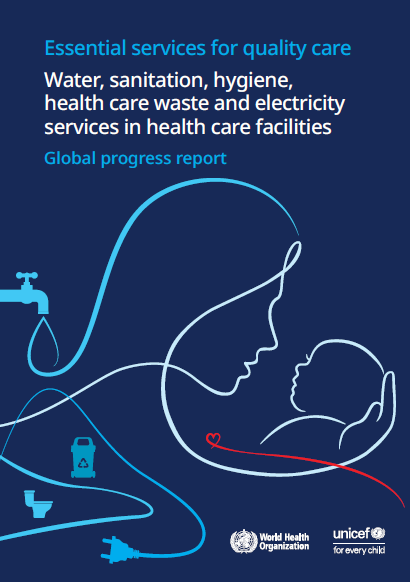 Essential services for quality care
Water, sanitation, hygiene,
health care waste and electricity
services in health care facilities
Global progress report
World Health
Organization
unicef
for every child